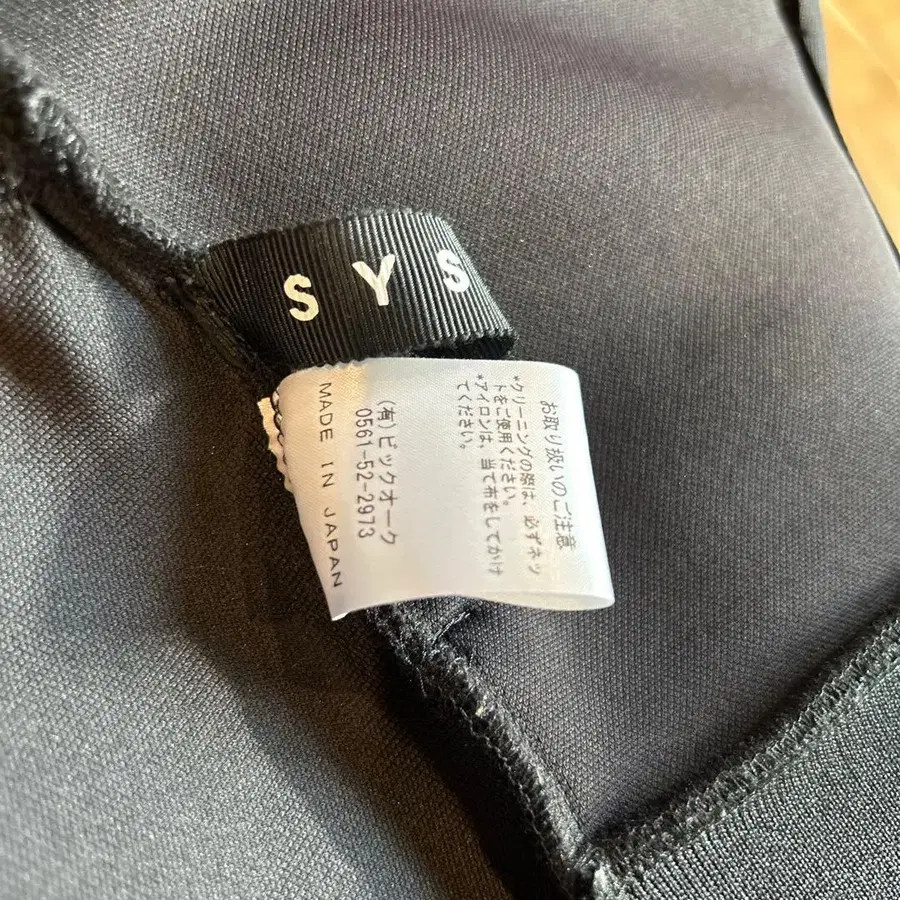 SYS
お取り扱いのご注意
*クリーニングの際は、必ずネッ
トをご使用ください。
*アイロンは、当て布をしてかけ
てください。
(有)ビックオーク
0561-52-2973
MADE IN JAPAN